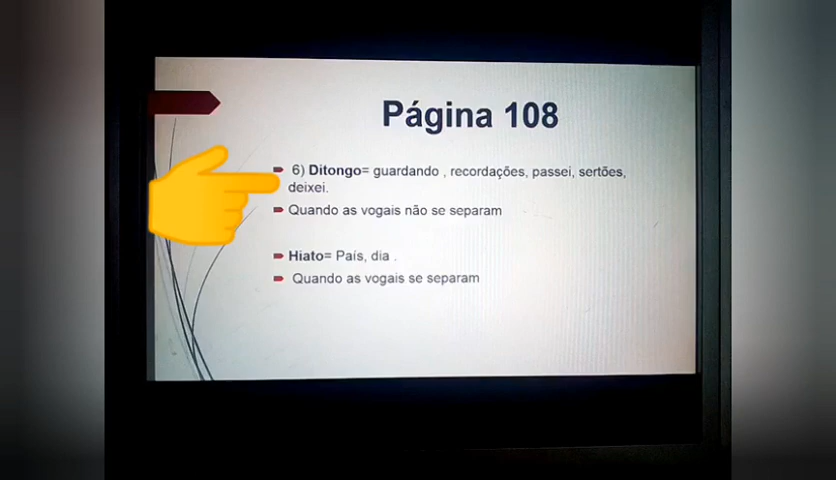 Página 108
6) Ditongo= guardando , recordações, passei, sertões,
deixei.
Quando as vogais não se separam
Hiato= País, dia .
Quando as vogais se separam